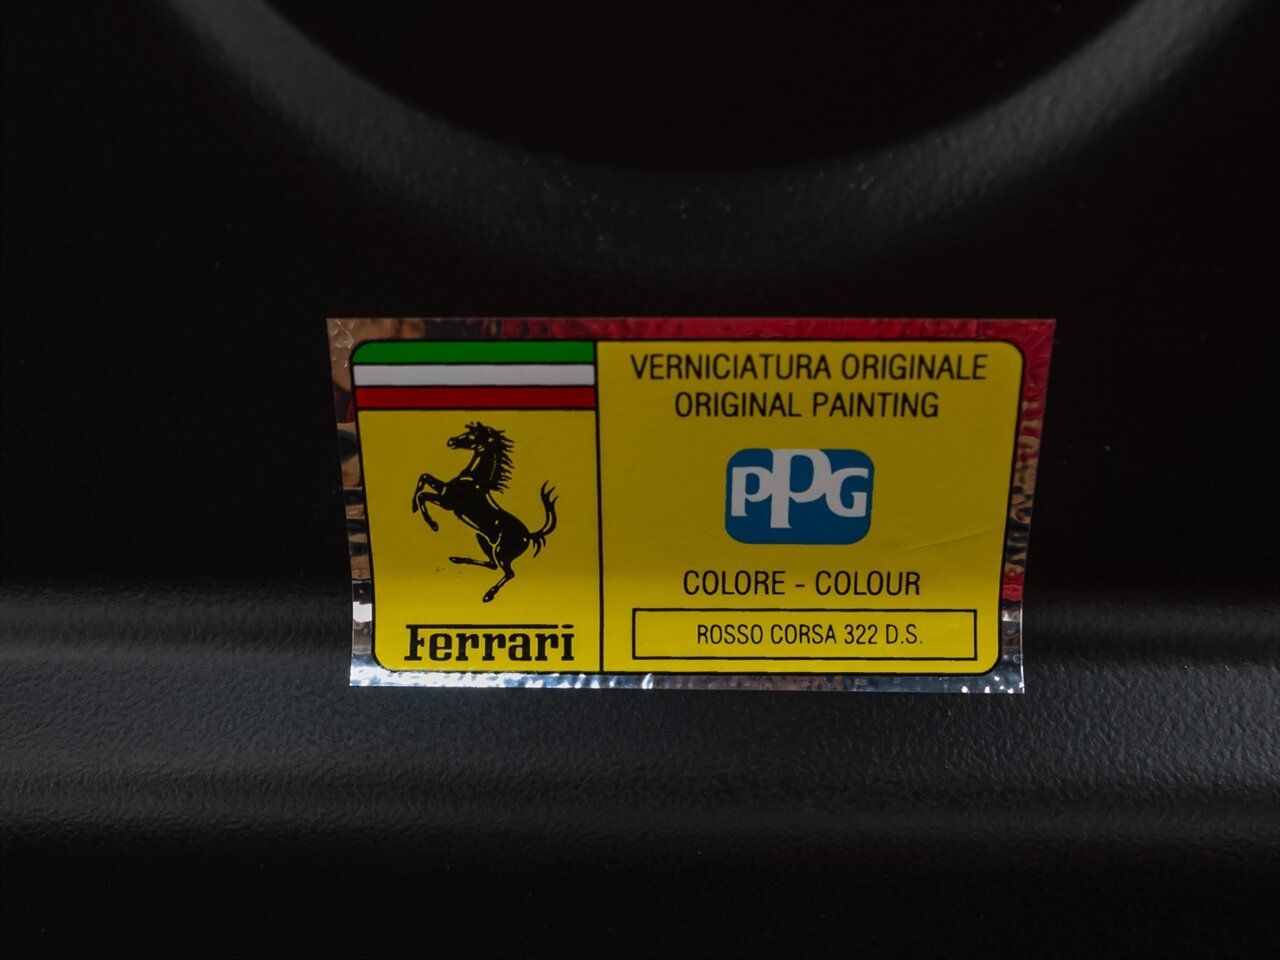 VERNICIATURA ORIGINALE
ORIGINAL PAINTING
PPG
COLORE - COLOUR
ROSSO CORSA 322 D.S.
Ferrari